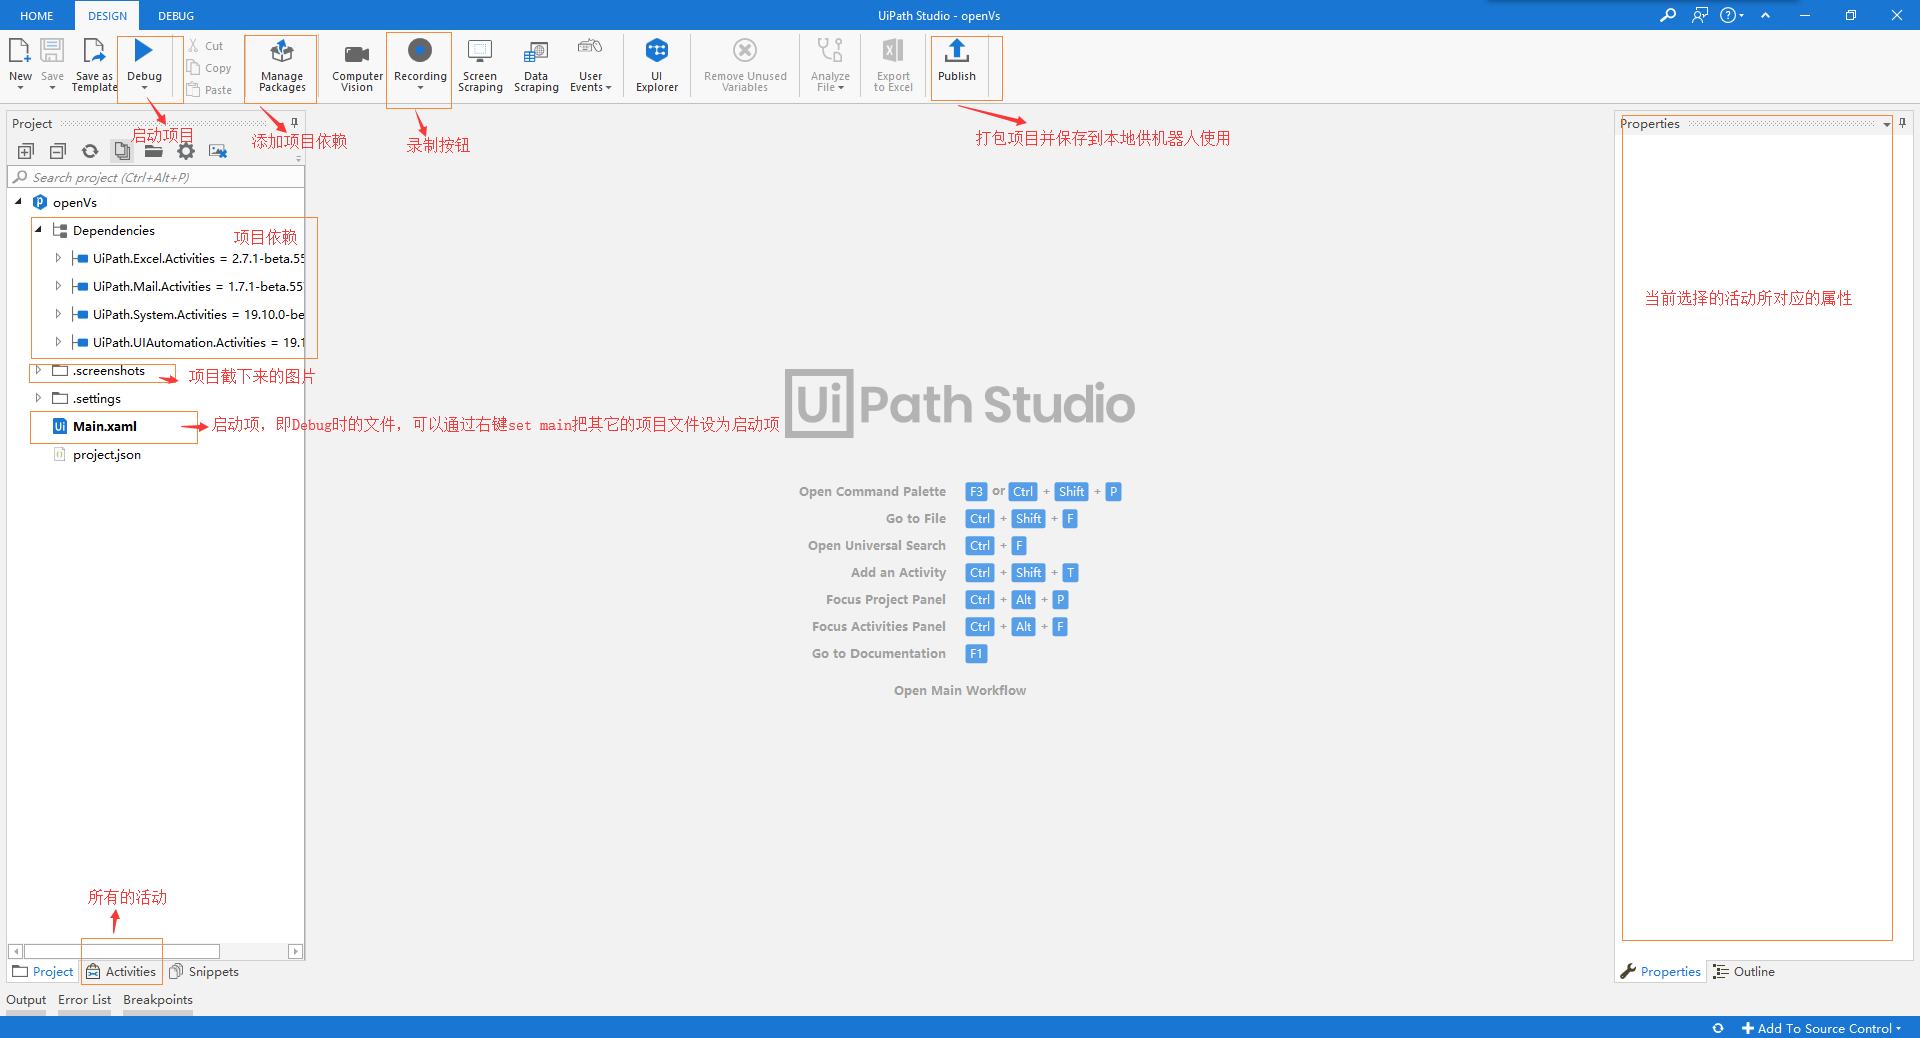 HOME DESIGN DEBUG UiPath Studio - openVs
New Save Save as Template Debug Cut Copy Paste Manage Packages Computer Vision Recording Screen Scraping Data Scraping User Events UI Explorer Remove Unused Variables Analyze File Export to Excel Publish
Project
启动项目
添加项目依赖
录制按钮
打包项目并保存到本地供机器人使用
Properties
Search project (Ctrl+Alt+P)
openVs
Dependencies
项目依赖
UiPath.Excel.Activities = 2.7.1-beta.55
UiPath.Mail.Activities = 1.7.1-beta.55
UiPath.System.Activities = 19.10.0-be
UiPath.UIAutomation.Activities = 19.1
当前选择的活动所对应的属性
.screenshots
项目截下来的图片
.settings
Main.xaml
启动项，即Debug时的文件，可以通过右键set main把其它的项目文件设为启动项
project.json
Ui Path Studio
Open Command Palette F3 or Ctrl + Shift + P
Go to File Ctrl + Shift + F
Open Universal Search Ctrl + F
Add an Activity Ctrl + Shift + T
Focus Project Panel Ctrl + Alt + P
Focus Activities Panel Ctrl + Alt + F
Go to Documentation F1
Open Main Workflow
所有的活动
Project Activities Snippets
Properties Outline
Output Error List Breakpoints
Add To Source Control